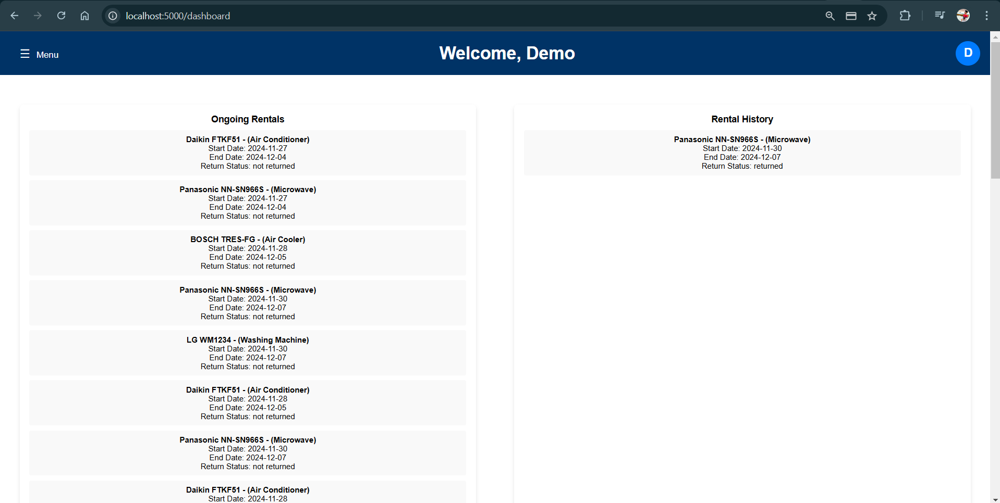 localhost:5000/dashboard
☰ Menu
Welcome, Demo
D
Ongoing Rentals
Daikin FTKF51 - (Air Conditioner)
Start Date: 2024-11-27
End Date: 2024-12-04
Return Status: not returned
Panasonic NN-SN966S - (Microwave)
Start Date: 2024-11-27
End Date: 2024-12-04
Return Status: not returned
BOSCH TRES-FG - (Air Cooler)
Start Date: 2024-11-28
End Date: 2024-12-05
Return Status: not returned
Panasonic NN-SN966S - (Microwave)
Start Date: 2024-11-30
End Date: 2024-12-07
Return Status: not returned
LG WM1234 - (Washing Machine)
Start Date: 2024-11-30
End Date: 2024-12-07
Return Status: not returned
Daikin FTKF51 - (Air Conditioner)
Start Date: 2024-11-28
End Date: 2024-12-05
Return Status: not returned
Panasonic NN-SN966S - (Microwave)
Start Date: 2024-11-30
End Date: 2024-12-07
Return Status: not returned
Daikin FTKF51 - (Air Conditioner)
Start Date: 2024-11-28
Rental History
Panasonic NN-SN966S - (Microwave)
Start Date: 2024-11-30
End Date: 2024-12-07
Return Status: returned